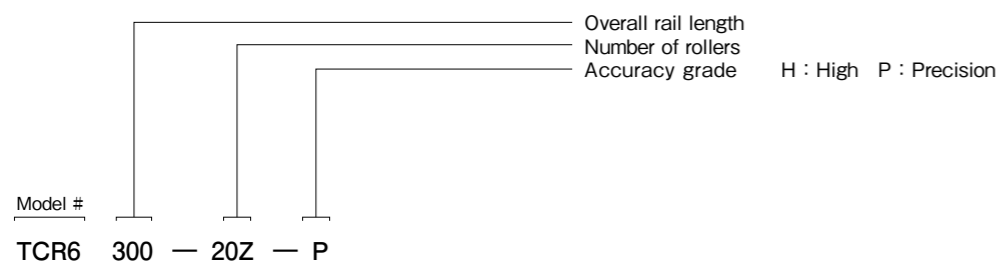 Overall rail length
Number of rollers
Accuracy grade H：High P：Precision
Model #
TCR6 300 — 20Z — P